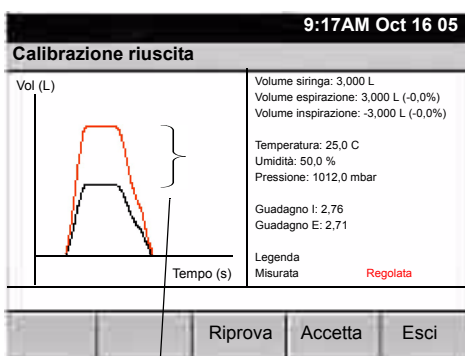 9:17AM Oct 16 05
Calibrazione riuscita
Vol (L)
Tempo (s)
Volume siringa: 3,000 L
Volume espirazione: 3,000 L (-0,0%)
Volume inspirazione: -3,000 L (-0,0%)
Temperatura: 25,0 C
Umidità: 50,0 %
Pressione: 1012,0 mbar
Guadagno I: 2,76
Guadagno E: 2,71
Legenda
Misurata Regolata
Riprova Accetta Esci